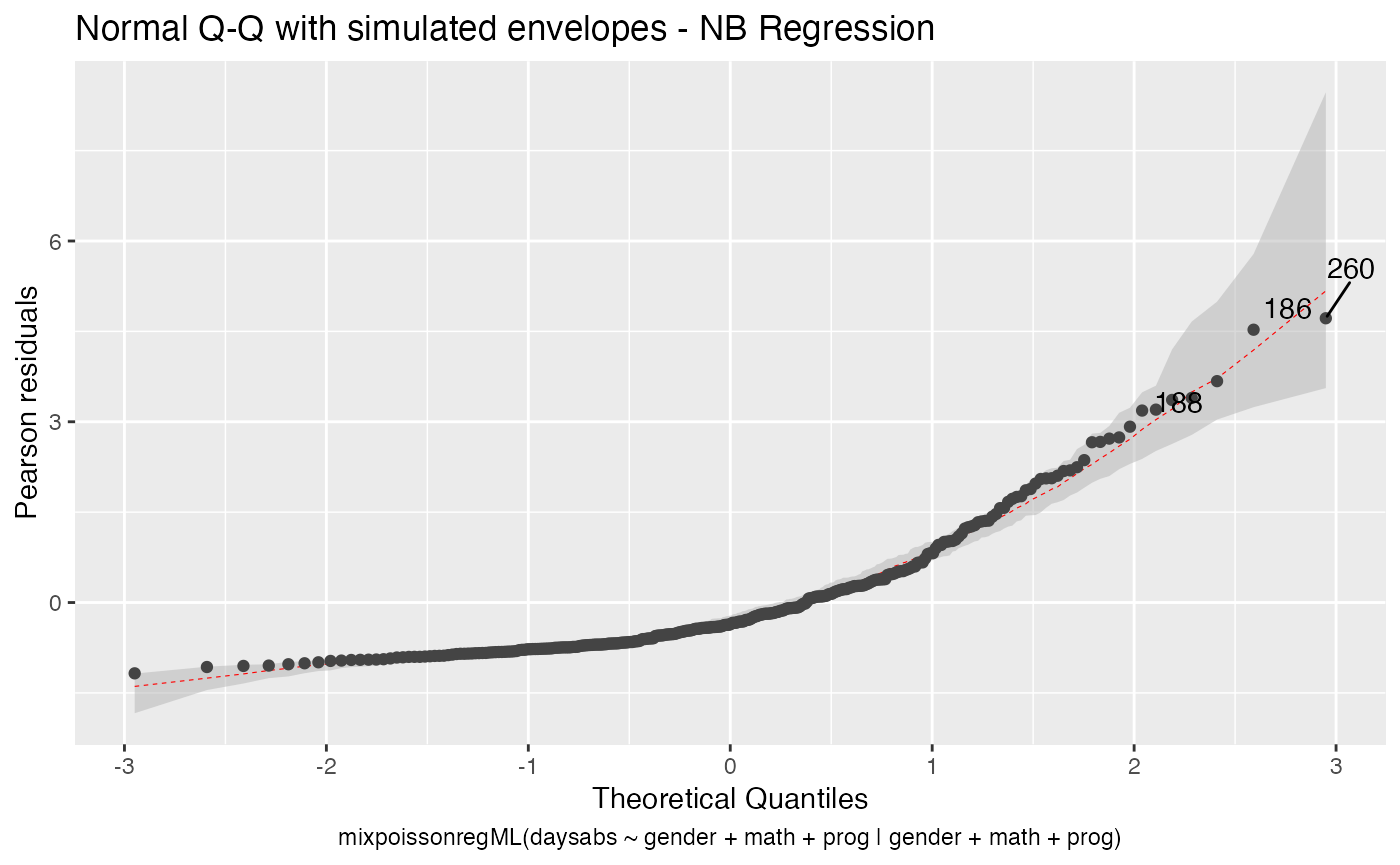 Normal Q-Q with simulated envelopes - NB Regression
Pearson residuals
6
3
0
260
186
188
-3 -2 -1 0 1 2 3
Theoretical Quantiles
mixpoissonregML(daysabs ~ gender + math + prog | gender + math + prog)